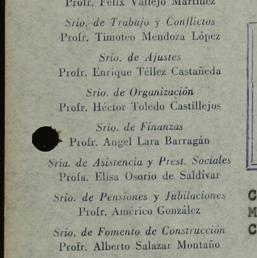 Profr. Félix Vallejo Martínez
Srio. de Trabajo y Conflictos
Profr. Timoteo Mendoza López
Srio. de Ajustes
Profr. Enrique Téllez Castañeda
Srio. de Organización
Profr. Héctor Toledo Castillejos
Srio. de Finanzas
Profr. Angel Lara Barragán
Sria. de Asistencia y Prest. Sociales
Profa. Elisa Osorio de Saldívar
Srio. de Pensiones y Jubilaciones
Profr. Américo González
Srio. de Fomento de Construcción
Profr. Alberto Salazar Montaño
C
M
C